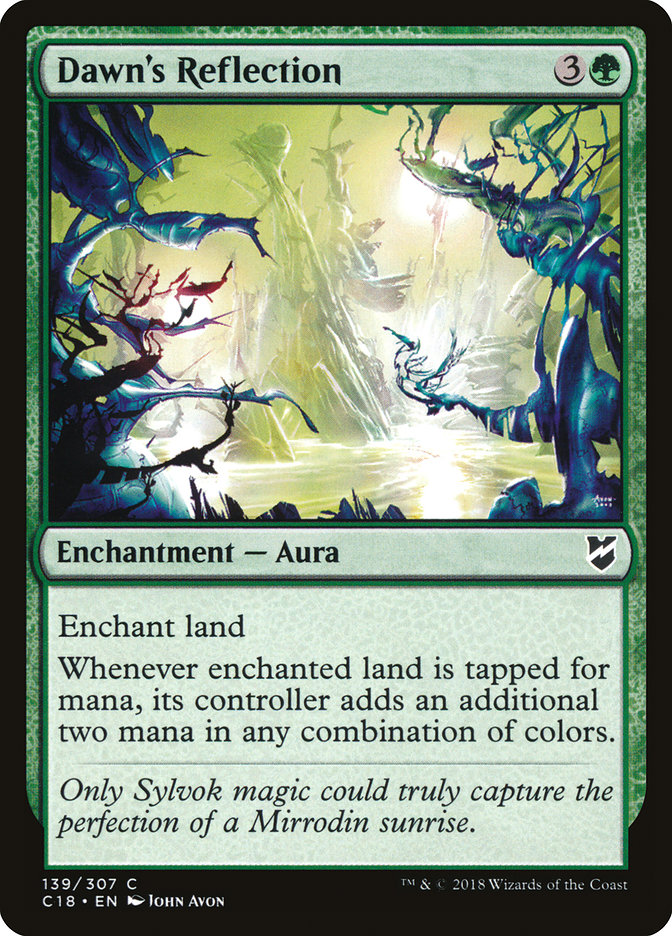 Dawn's Reflection
3
AVON
2003
Enchantment — Aura
Enchant land
Whenever enchanted land is tapped for
mana, its controller adds an additional
two mana in any combination of colors.
Only Sylvok magic could truly capture the
perfection of a Mirrodin sunrise.
139/307 C
C18 • EN JOHN AVON
™ & © 2018 Wizards of the Coast